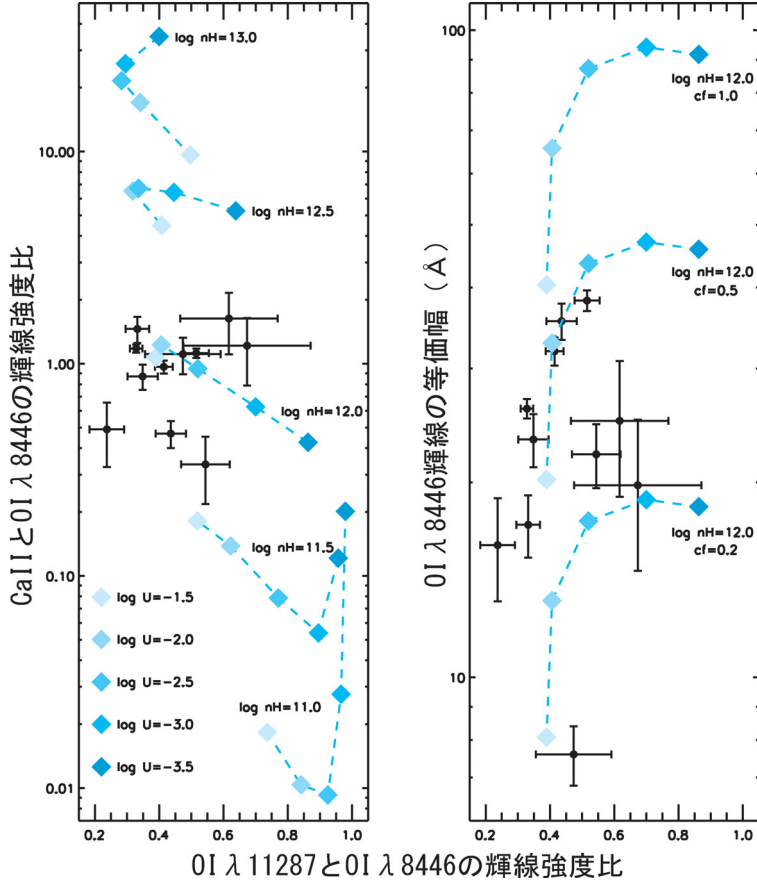 CaIIとOIλ8446の輝線強度比
10.00
1.00
0.10
0.01
log nH=13.0
log nH=12.5
log nH=12.0
log nH=11.5
log nH=11.0
log U=-1.5
log U=-2.0
log U=-2.5
log U=-3.0
log U=-3.5
0.2 0.4 0.6 0.8 1.0
OIλ8446輝線の等価幅（Å）
100
10
log nH=12.0
cf=1.0
log nH=12.0
cf=0.5
log nH=12.0
cf=0.2
0.2 0.4 0.6 0.8 1.0
OIλ11287とOIλ8446の輝線強度比